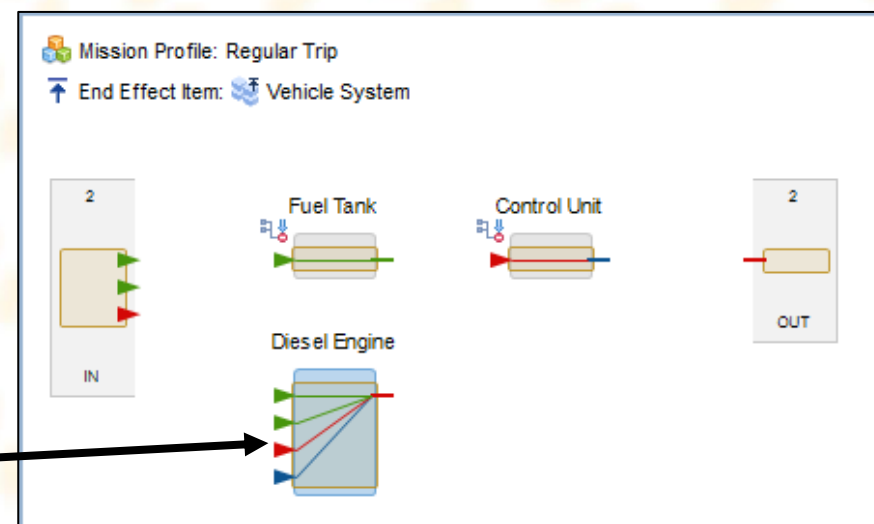 Mission Profile: Regular Trip
End Effect Item: Vehicle System
2
Fuel Tank
Control Unit
2
Diesel Engine
OUT
IN